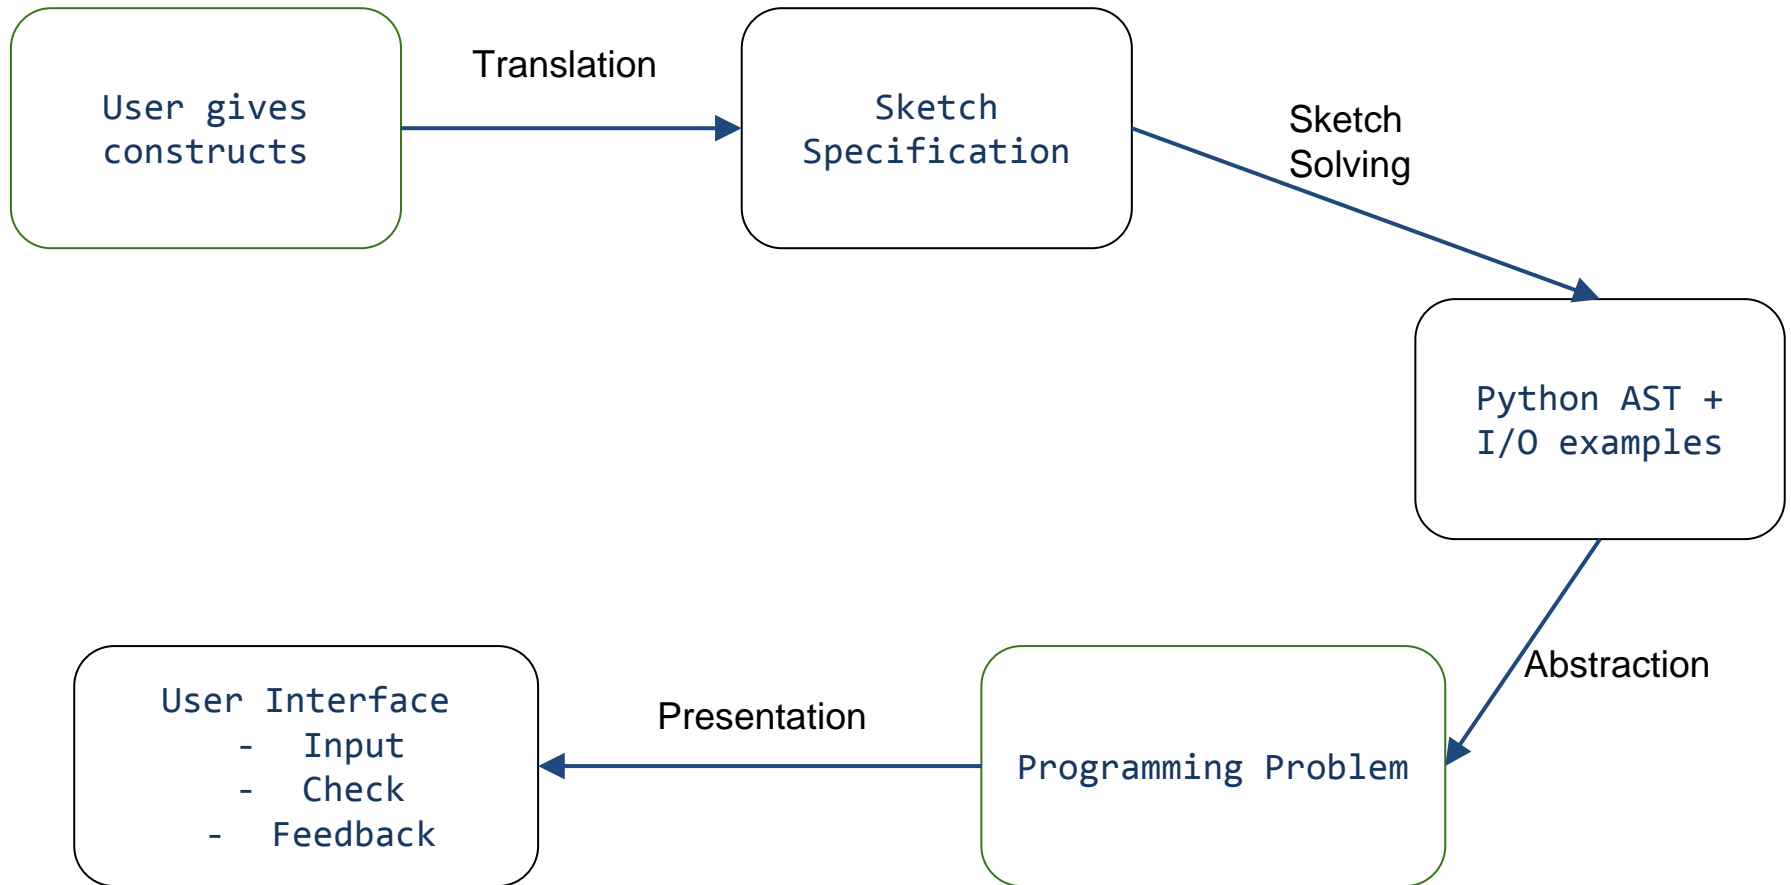 User gives
constructs
Translation
Sketch
Specification
Sketch
Solving
Python AST +
I/O examples
Abstraction
Programming Problem
Presentation
User Interface
- Input
- Check
- Feedback